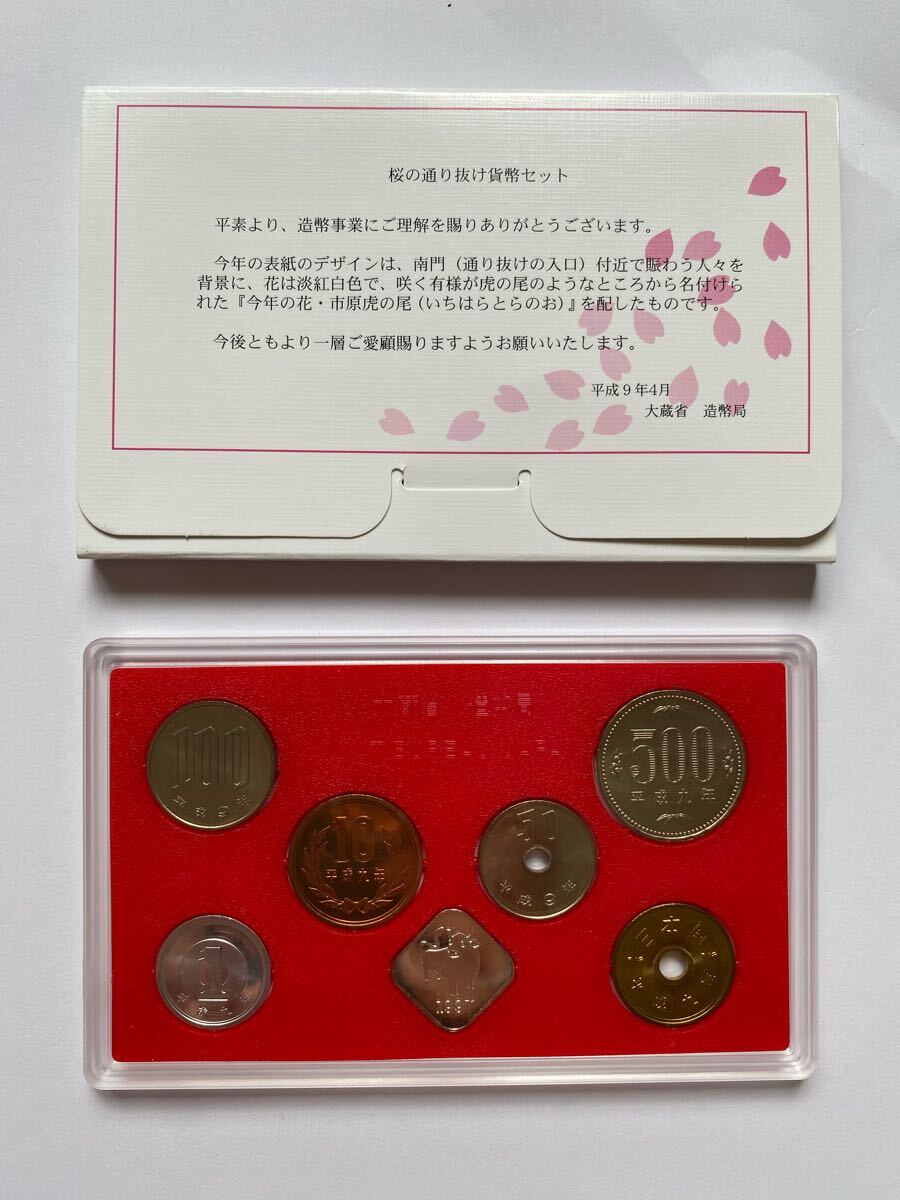 桜の通り抜け貨幣セット
平素より、造幣事業にご理解を賜りありがとうございます。
今年の表紙のデザインは、南門（通り抜けの入口）付近で賑わう人々を
背景に、花は淡紅白色で、咲く有様が虎の尾のようなところから名付けら
れた『今年の花・市原虎の尾（いちはらとらのお）』を配したものです。
今後ともより一層ご愛顧賜りますようお願いいたします。
平成９年4月
大蔵省　造幣局
100
平成9年
500
平成九年
10
平成九年
50
平成9年
1
平成九年
1997
日本国
平成九年